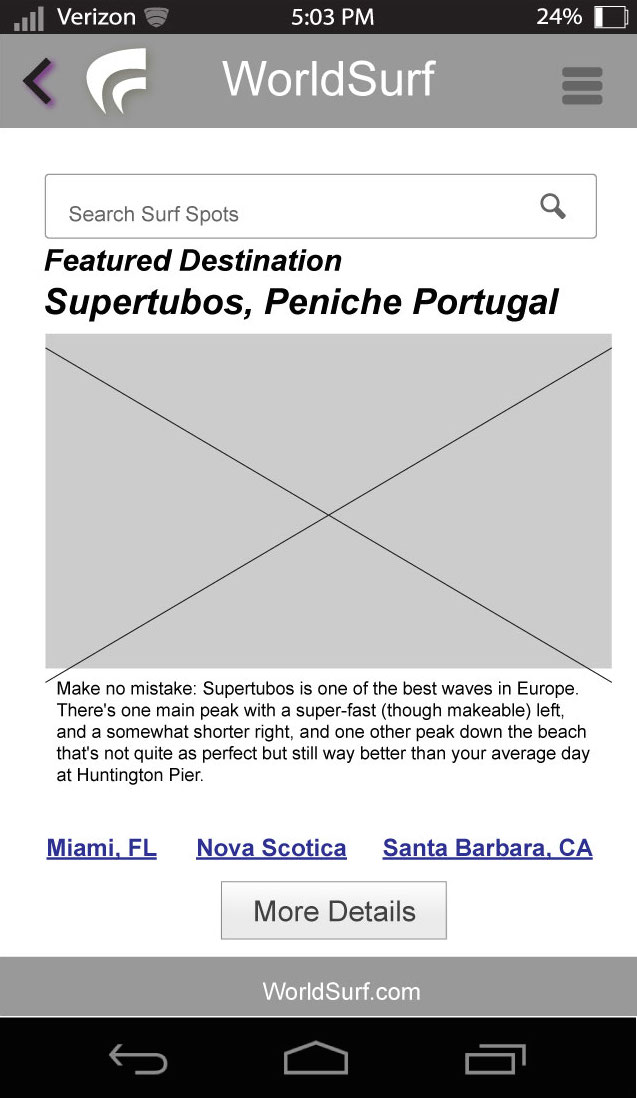 Verizon 5:03 PM 24%
WorldSurf
Search Surf Spots
Featured Destination
Supertubos, Peniche Portugal
Make no mistake: Supertubos is one of the best waves in Europe.
There's one main peak with a super-fast (though makeable) left,
and a somewhat shorter right, and one other peak down the beach
that's not quite as perfect but still way better than your average day
at Huntington Pier.
Miami, FL Nova Scotica Santa Barbara, CA
More Details
WorldSurf.com